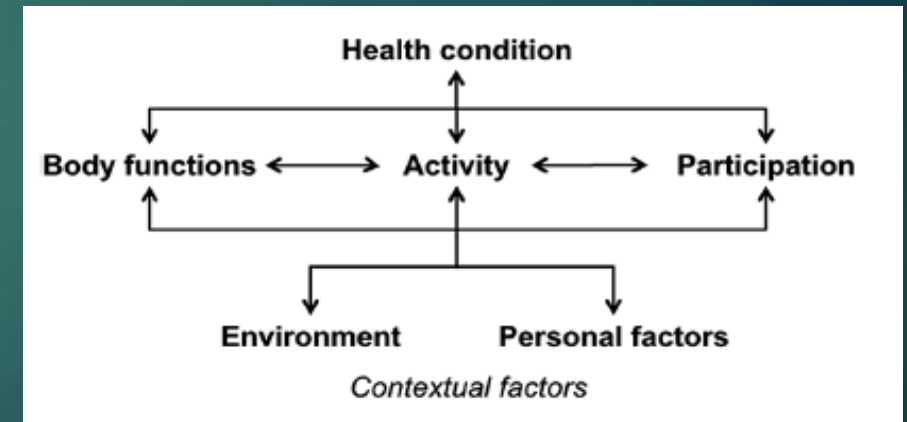 Health condition
Body functions Activity Participation
Environment Personal factors
Contextual factors